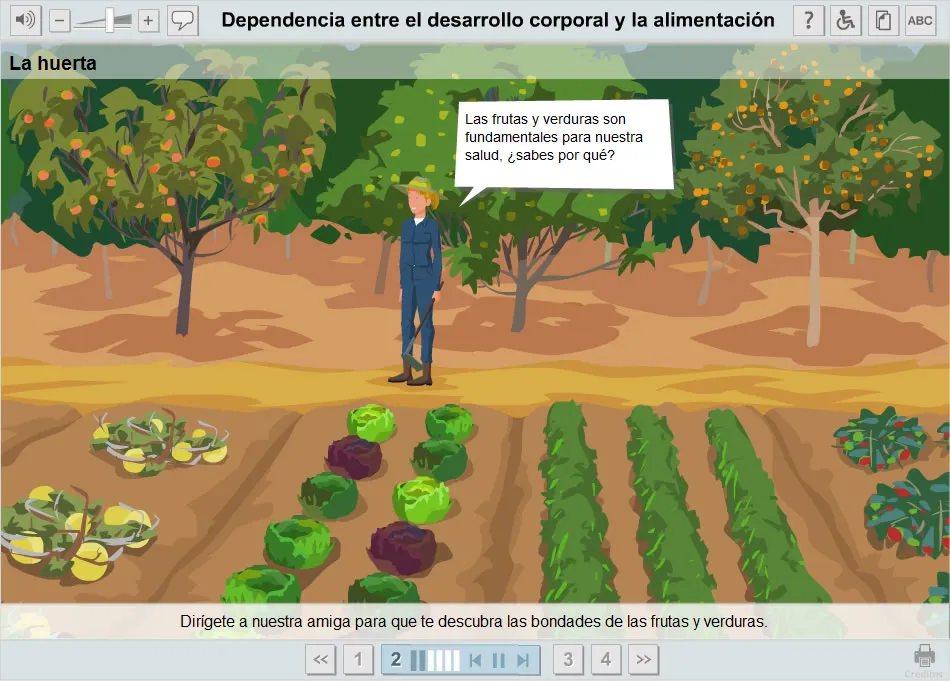 Dependencia entre el desarrollo corporal y la alimentación
? ABC
La huerta
Las frutas y verduras son
fundamentales para nuestra
salud, ¿sabes por qué?
Dirígete a nuestra amiga para que te descubra las bondades de las frutas y verduras.
<< 1 2 3 4 >>
Créditos